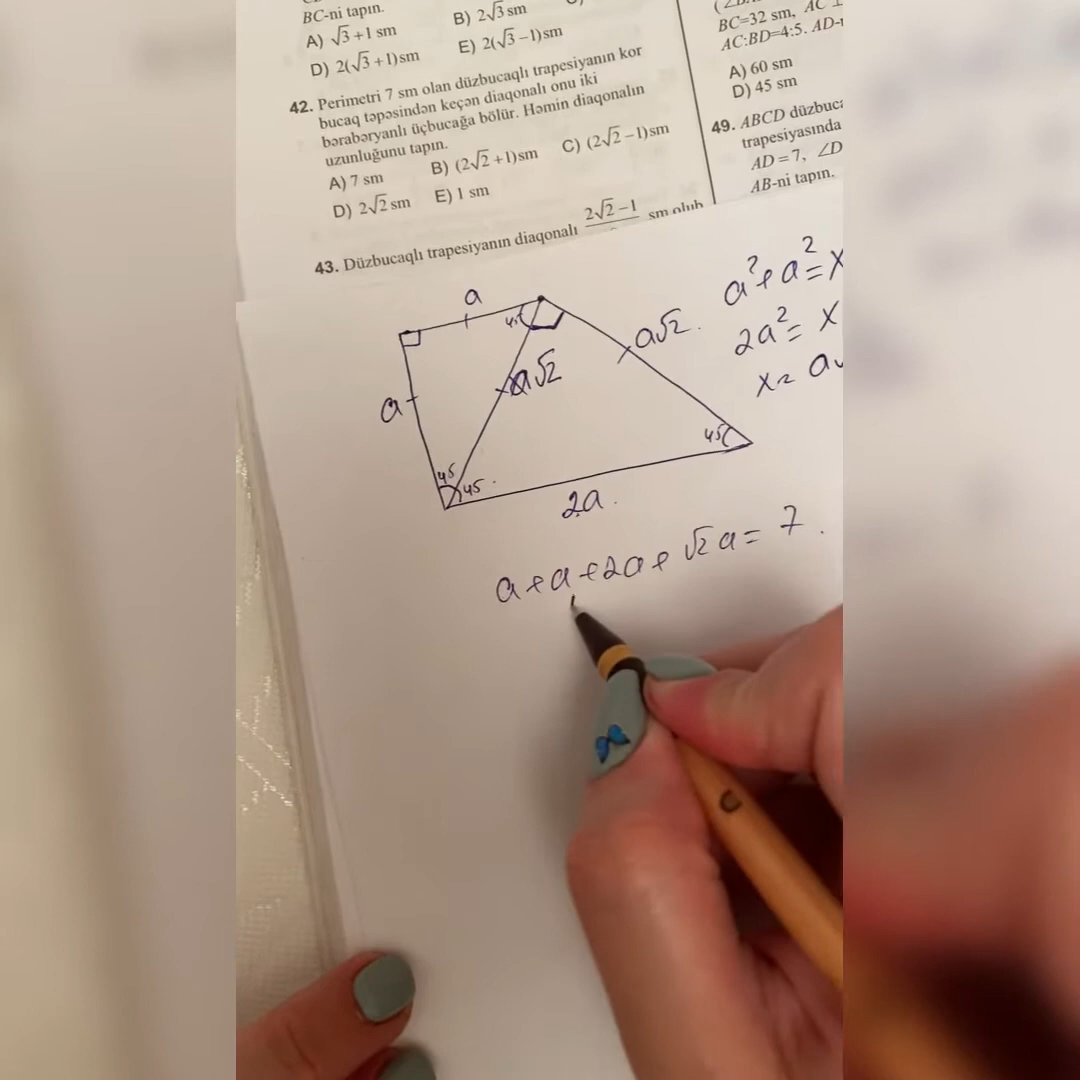 BC-ni tapın.
A) √3+1 sm
B) 2√3 sm
D) 2(√3+1)sm
E) 2(√3−1)sm
42. Perimetri 7 sm olan düzbucaqlı trapesiyanın kor
bucaq təpəsindən keçən diaqonalı onu iki
bərabəryanlı üçbucağa bölür. Həmin diaqonalın
uzunluğunu tapın.
A) 7 sm
B) (2√2+1)sm
C) (2√2−1)sm
D) 2√2 sm
E) 1 sm
43. Düzbucaqlı trapesiyanın diaqonalı 2√2−1 sm olub
BC=32 sm, AC ⊥
AC:BD=4:5. AD-
A) 60 sm
D) 45 sm
49. ABCD
trapesiyasında
AD=7, ∠D
AB-ni tapın.
a
45
a√2
a√2
a
45
45
45
2a
a²+a²=x
2a²=x
x=a
a+a+2a+√2a=7